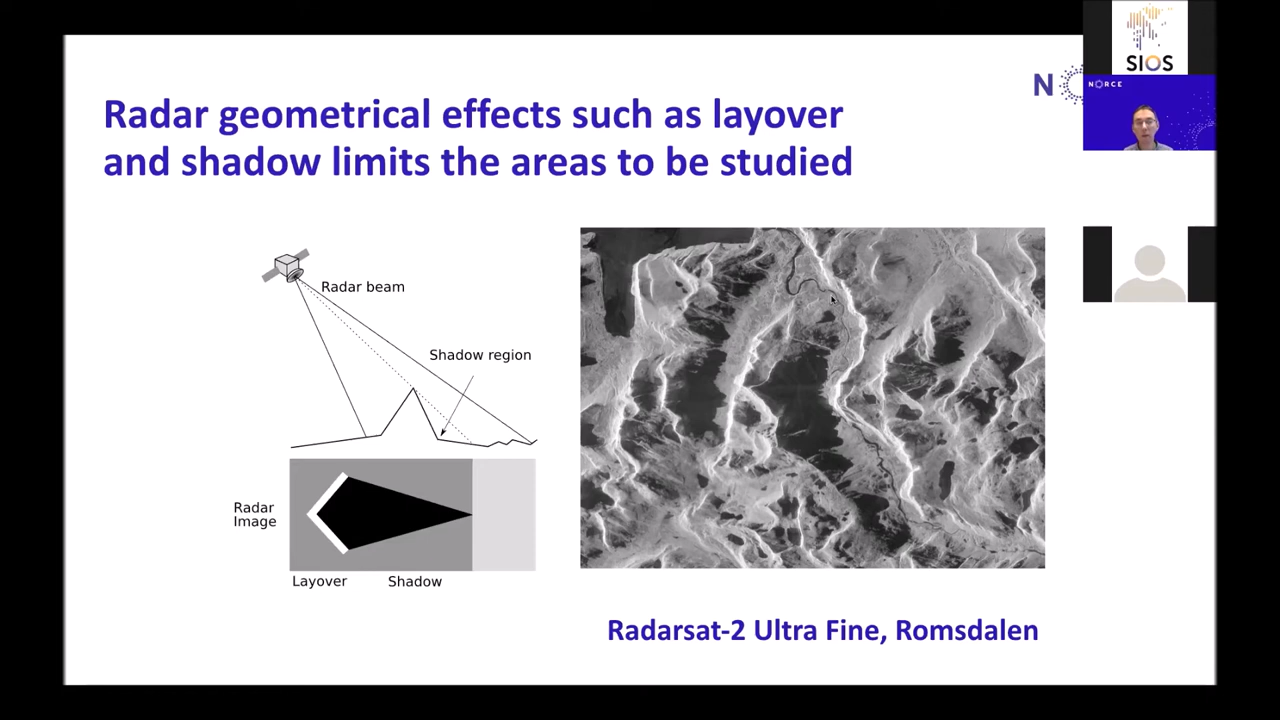 Radar geometrical effects such as layover
and shadow limits the areas to be studied
N
SIOS
NORCE
Radar beam
Shadow region
Radar
Image
Layover
Shadow
Radarsat-2 Ultra Fine, Romsdalen